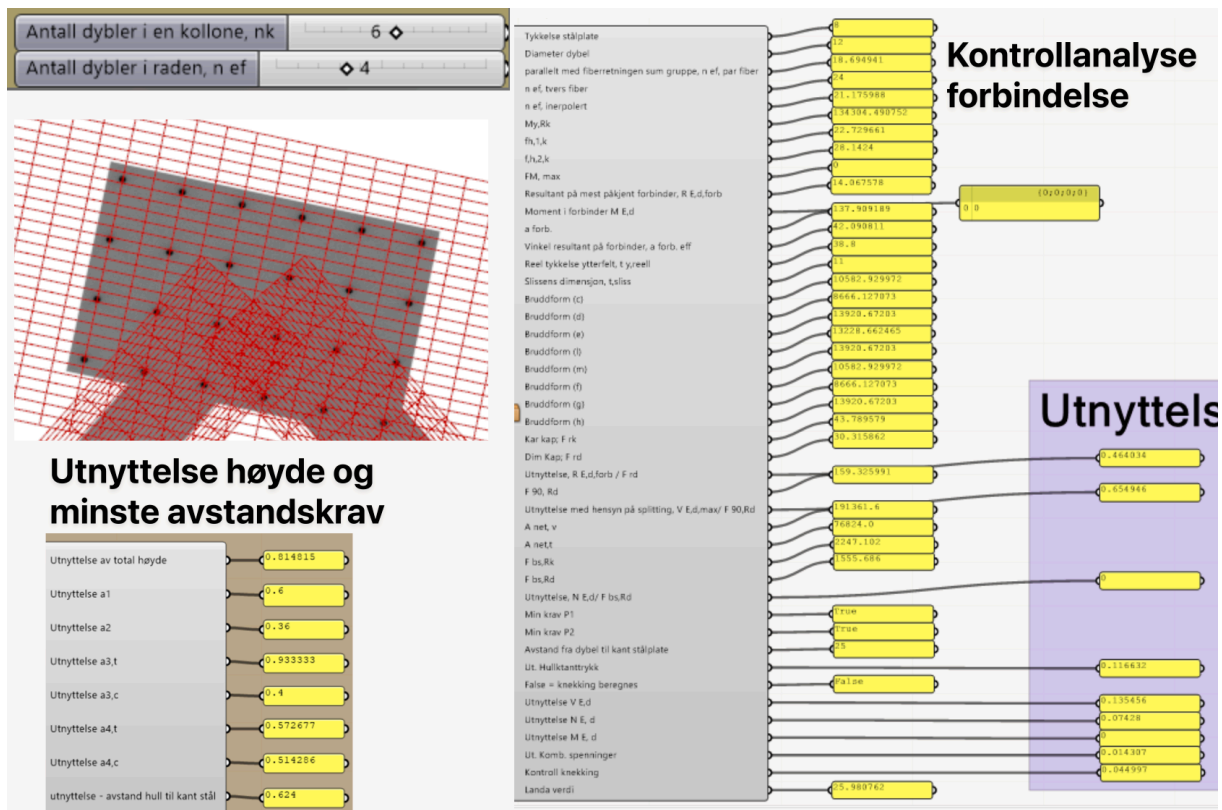 Antall dybler i en kollone, nk
6
Antall dybler i raden, n ef
4
Utnyttelse høyde og
minste avstandskrav
Utnyttelse av total høyde
0.814815
Utnyttelse a1
0.6
Utnyttelse a2
0.36
Utnyttelse a3,t
0.933333
Utnyttelse a3,c
0.4
Utnyttelse a4,t
0.572677
Utnyttelse a4,c
0.514286
utnyttelse - avstand hull til kant stål
0.624
Kontrollanalyse
forbindelse
Tykkelse stålplate
Diameter dybel
parallelt med fiberretningen sum gruppe, n ef, par fiber
n ef, tvers fiber
n ef, inerpolert
My,Rk
fh,1,k
f,h,2,k
FM, max
Resultant på mest påkjent forbinder, R E,d,forb
Moment i forbinder M E,d
a forb.
Vinkel resultant på forbinder, a forb. eff
Reel tykkelse ytterfelt, t y,reell
Slissens dimensjon, t,sliss
Bruddform (c)
Bruddform (d)
Bruddform (e)
Bruddform (l)
Bruddform (m)
Bruddform (f)
Bruddform (g)
Bruddform (h)
Kar kap; F rk
Dim Kap; F rd
Utnyttelse, R E,d,forb / F rd
F 90, Rd
Utnyttelse med hensyn på splitting, V E,d,max/ F 90,Rd
A net, v
A net,t
F bs,Rk
F bs,Rd
Utnyttelse, N E,d/ F bs,Rd
Min krav P1
Min krav P2
Avstand fra dybel til kant stålplate
Ut. Hullktanttrykk
False = knekking beregnes
Utnyttelse V E,d
Utnyttelse N E, d
Utnyttelse M E, d
Ut. Komb. spenninger
Kontroll knekking
Landa verdi
8
12
18.694941
24
21.175988
134304.490752
22.729661
28.1424
0
14.067578
137.909189
42.090811
38.8
11
10582.929972
8666.127073
13920.67203
13228.662465
13920.67203
10582.929972
8666.127073
13920.67203
43.789579
30.315862
159.325991
191361.6
76824.0
2247.102
1555.686
True
True
25
False
25.980762
{0;0;0;0}
0 0
Utnyttels
0.464034
0.654946
0
0.116632
0.135456
0.07428
0
0.014307
0.044997